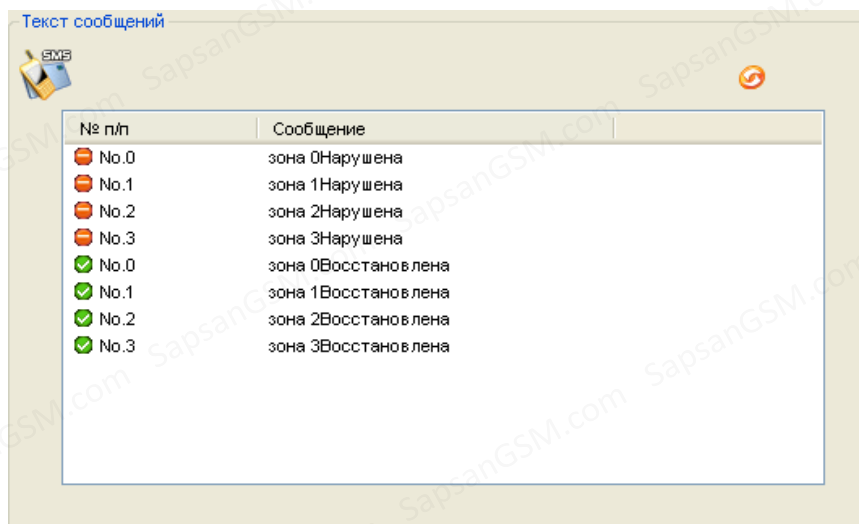 Текст сообщений
SMS
№ п/п Сообщение
No.0 зона 0Нарушена
No.1 зона 1Нарушена
No.2 зона 2Нарушена
No.3 зона 3Нарушена
No.0 зона 0Восстановлена
No.1 зона 1Восстановлена
No.2 зона 2Восстановлена
No.3 зона 3Восстановлена
SapsanGSM.com